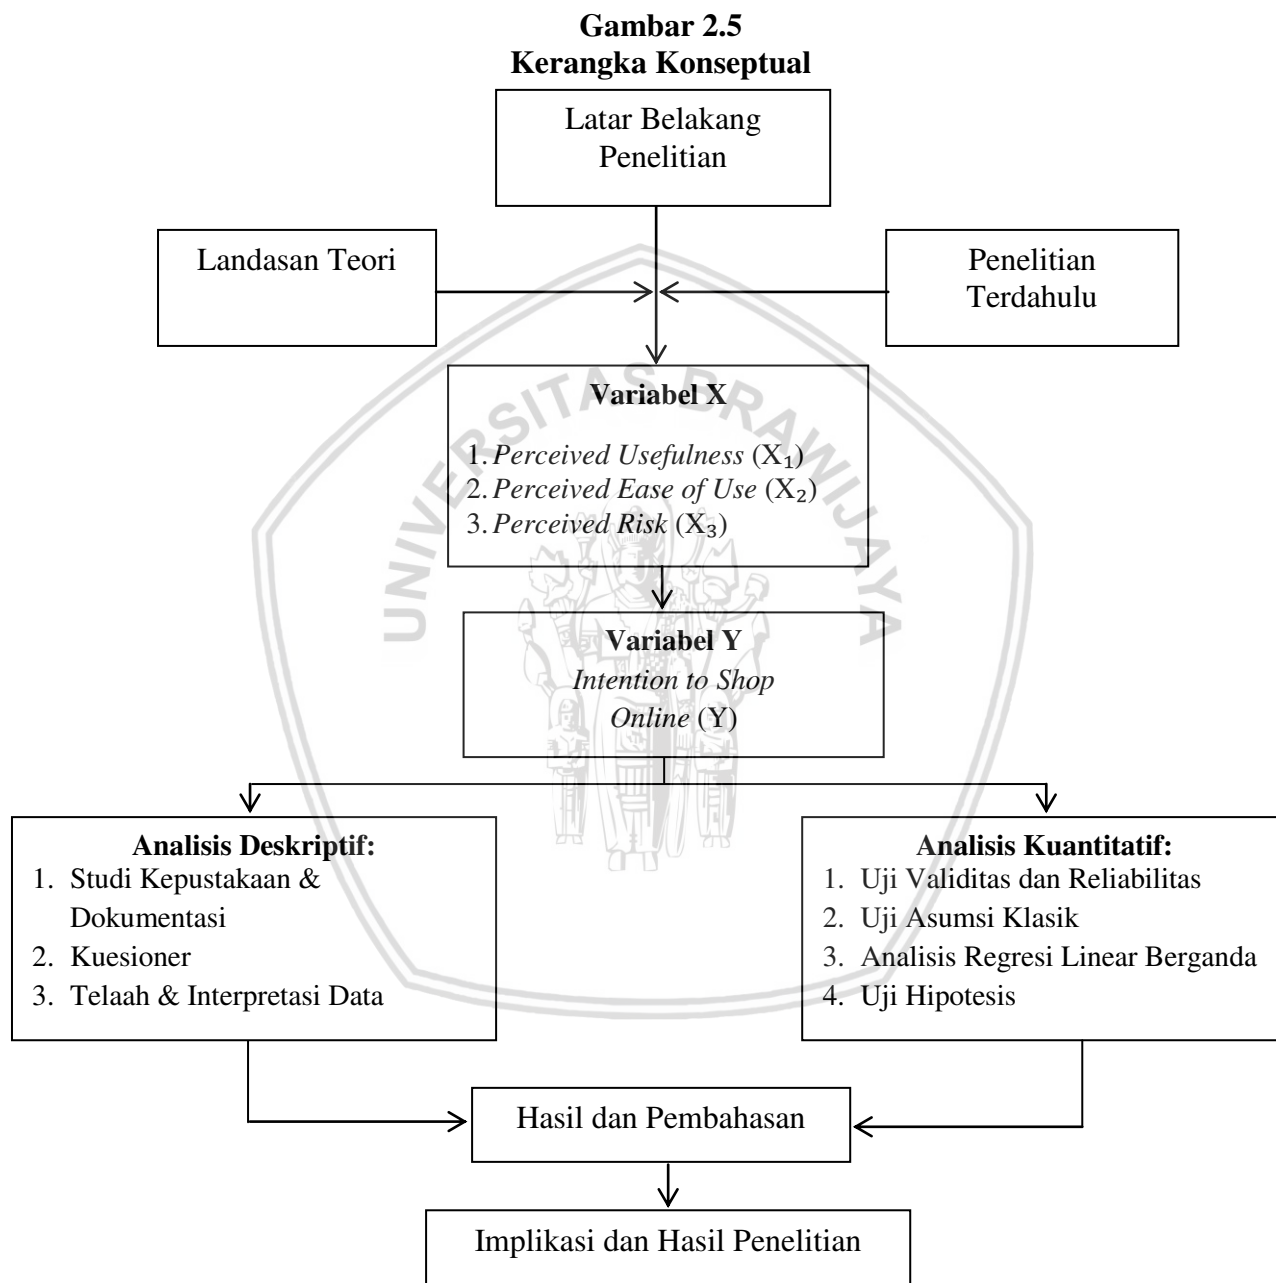 Gambar 2.5
Kerangka Konseptual
Latar Belakang
Penelitian
Landasan Teori
Penelitian
Terdahulu
UNIVERSITAS BRAWIJAYA
Variabel X
1. Perceived Usefulness (X₁)
2. Perceived Ease of Use (X₂)
3. Perceived Risk (X₃)
Variabel Y
Intention to Shop
Online (Y)
Analisis Deskriptif:
1. Studi Kepustakaan &
Dokumentasi
2. Kuesioner
3. Telaah & Interpretasi Data
Analisis Kuantitatif:
1. Uji Validitas dan Reliabilitas
2. Uji Asumsi Klasik
3. Analisis Regresi Linear Berganda
4. Uji Hipotesis
Hasil dan Pembahasan
Implikasi dan Hasil Penelitian